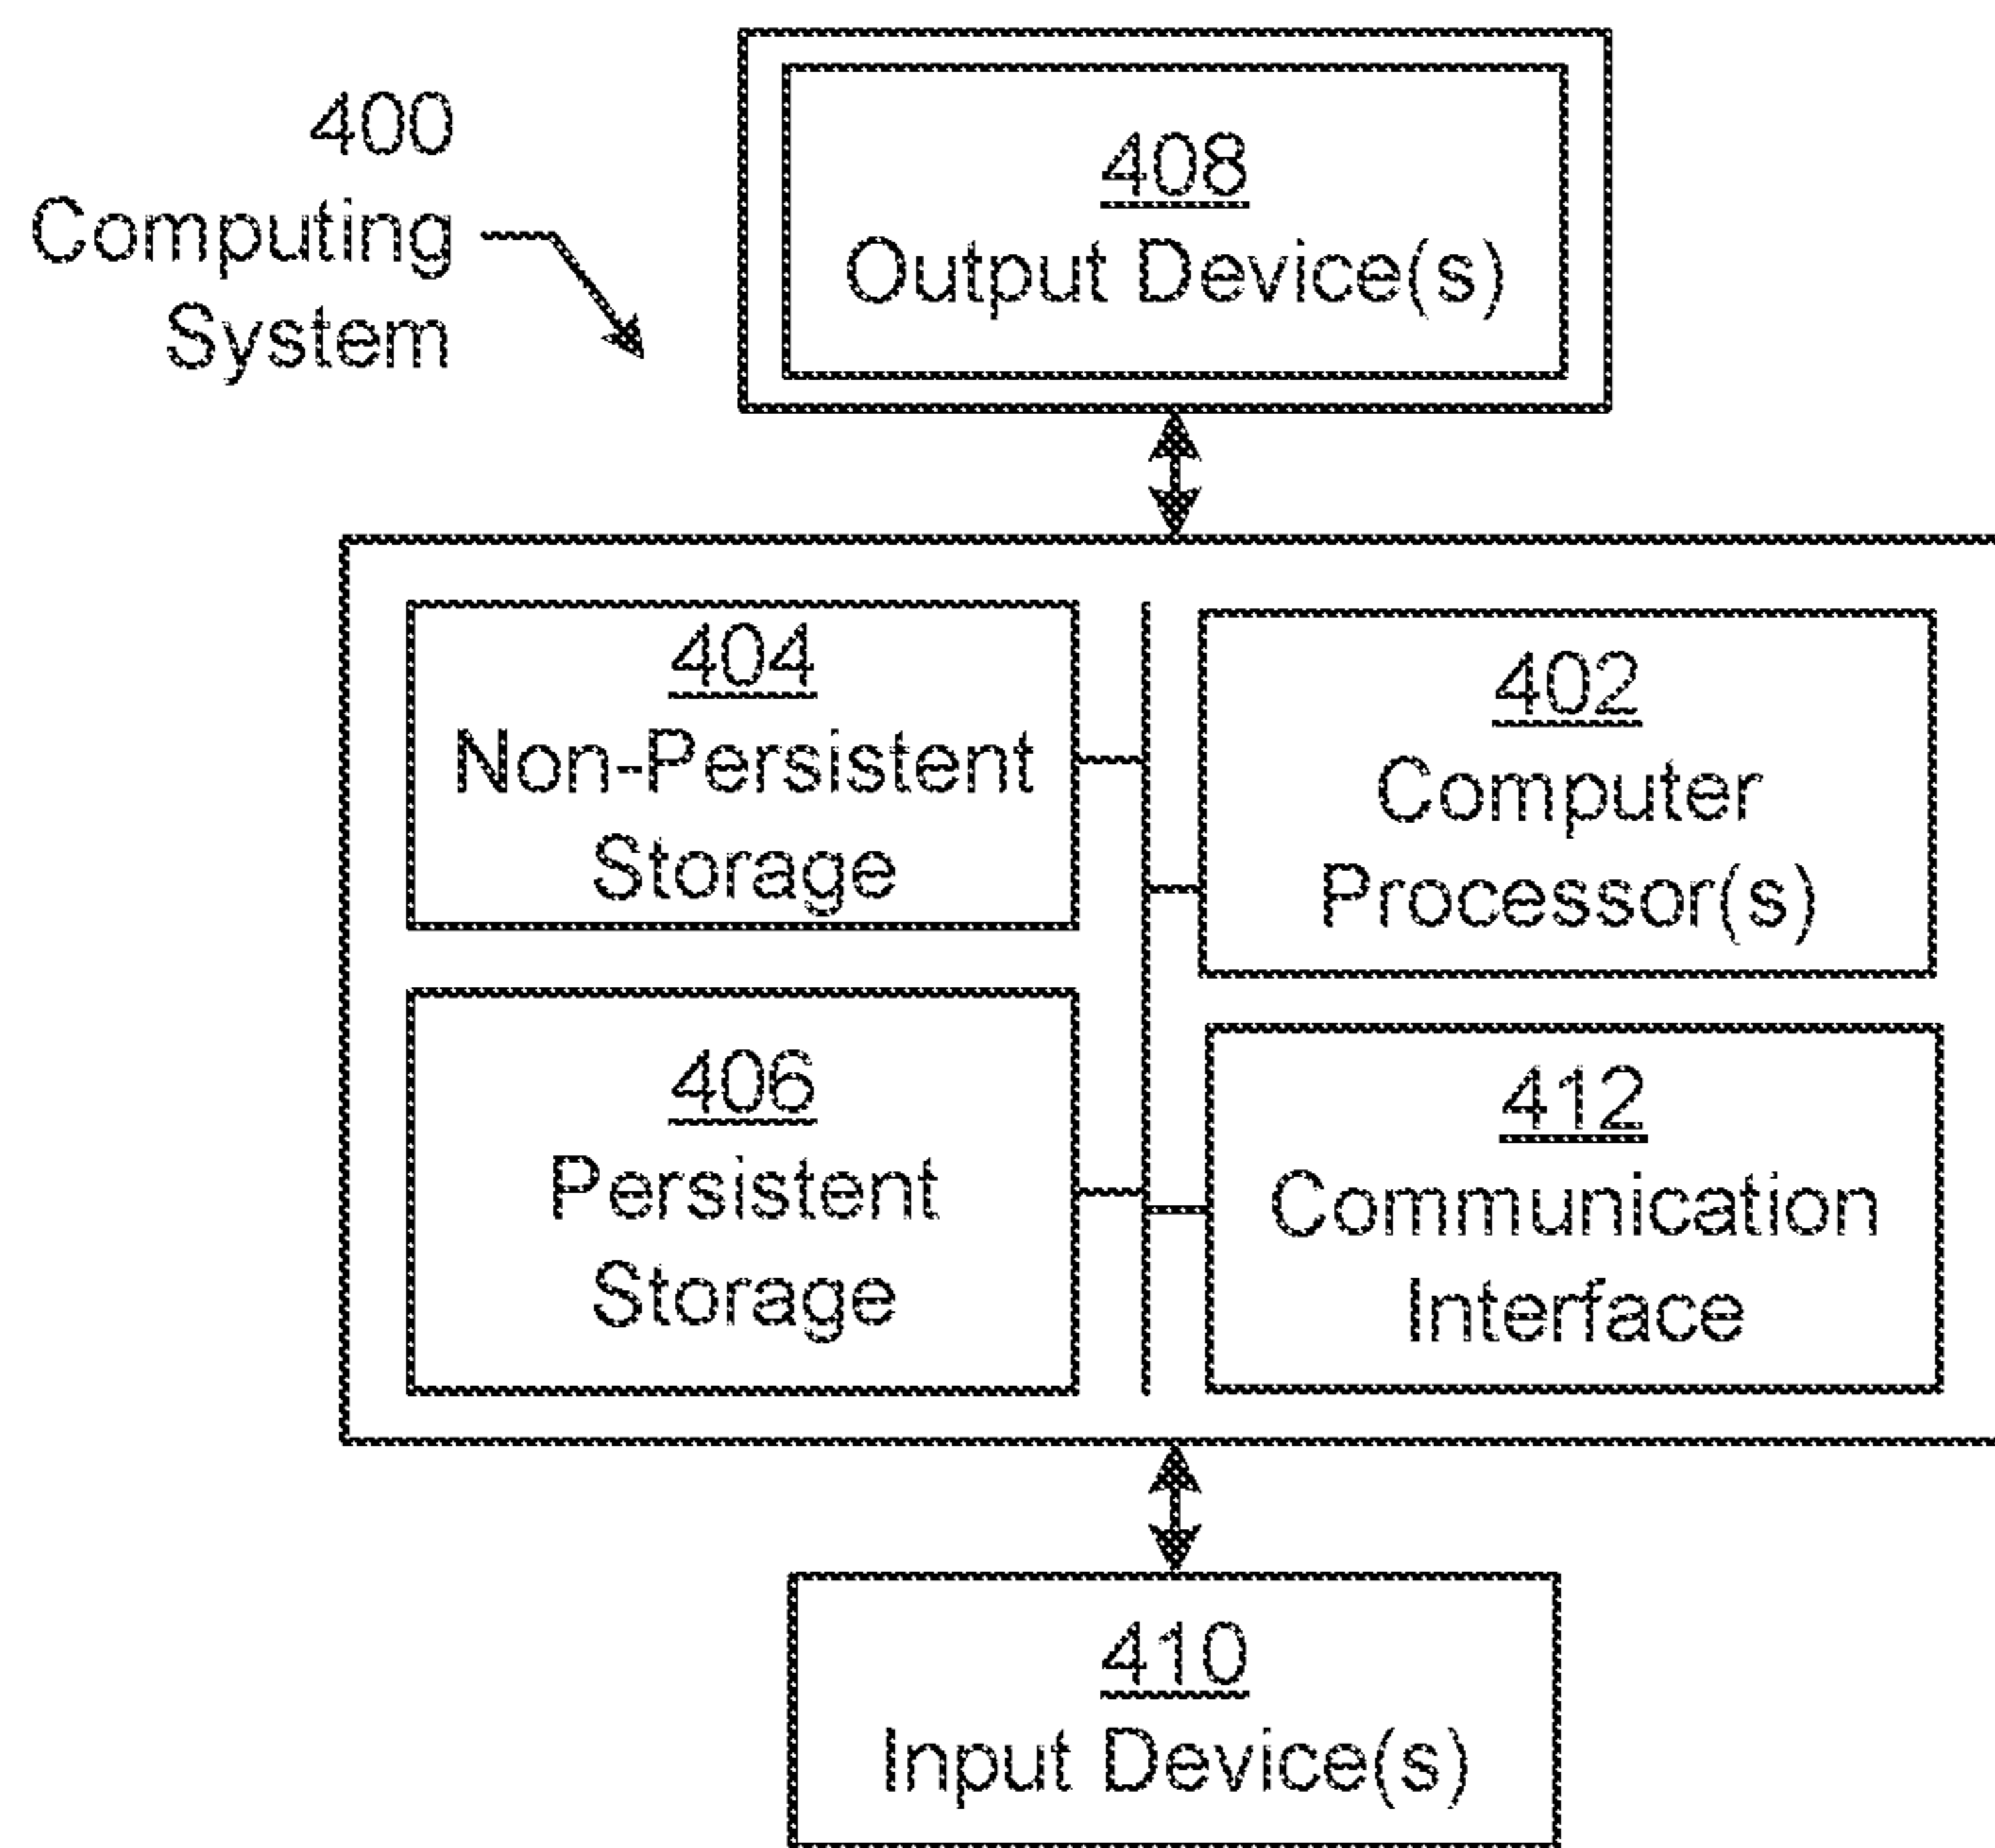 400
Computing
System
408
Output Device(s)
404
Non-Persistent
Storage
402
Computer
Processor(s)
406
Persistent
Storage
412
Communication
Interface
410
Input Device(s)